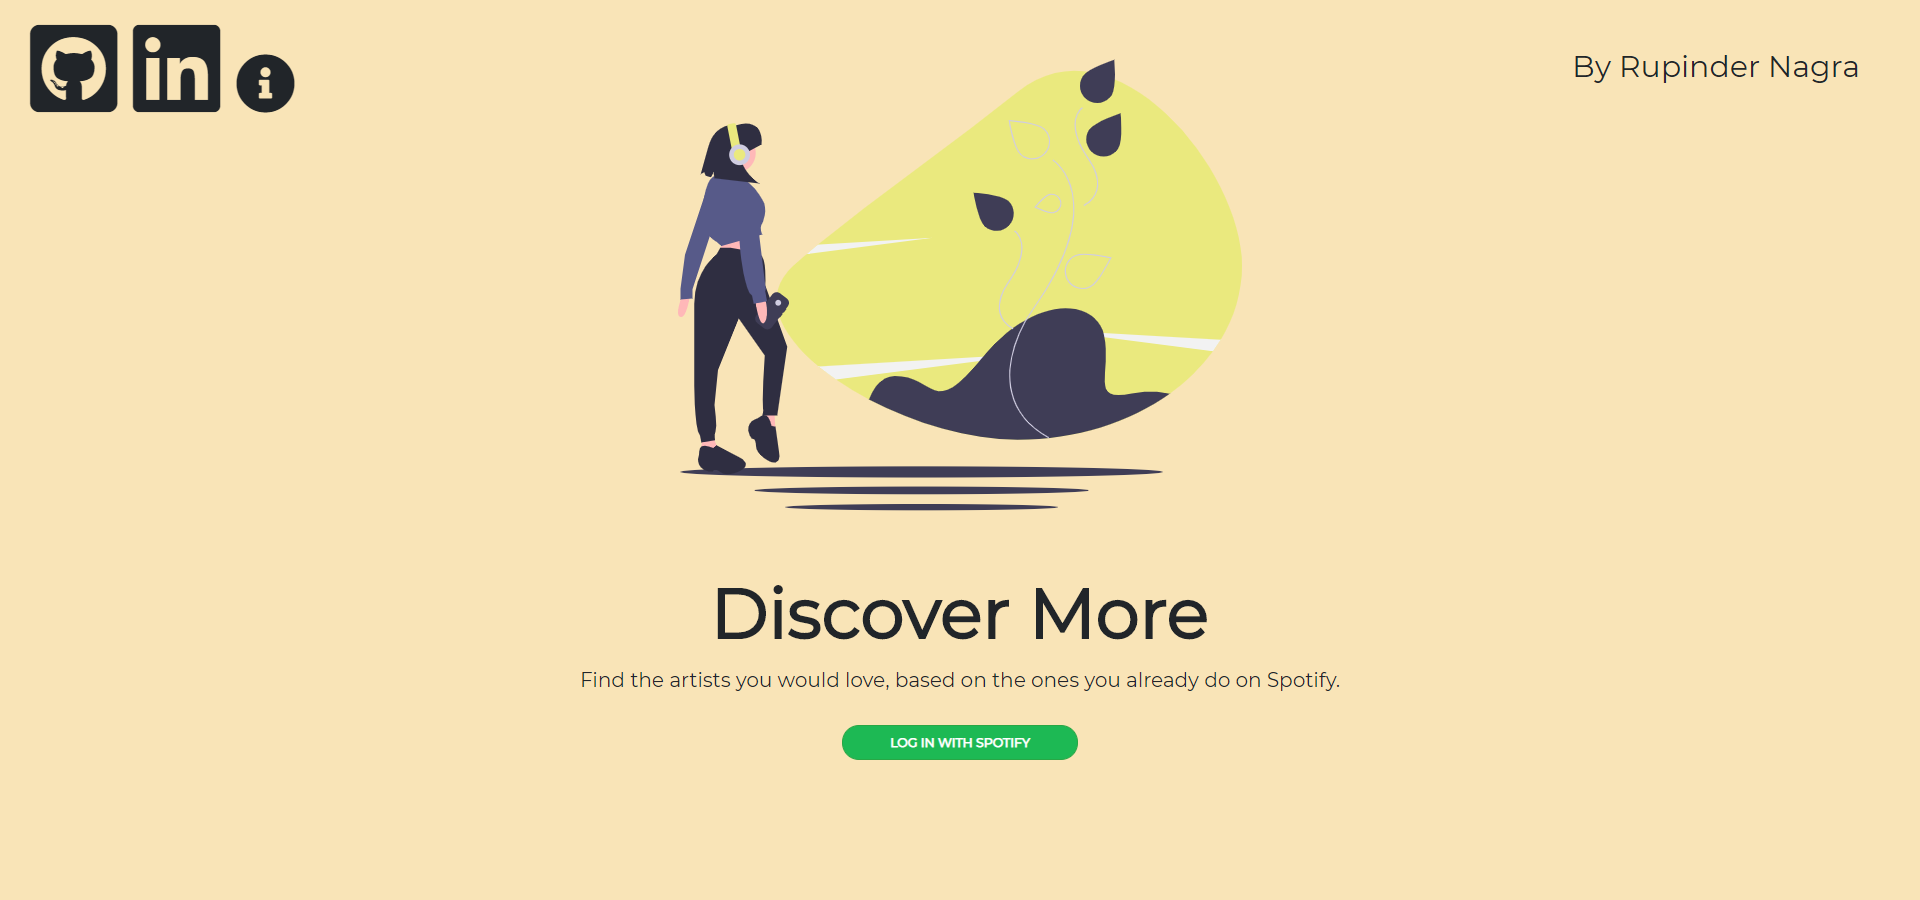 in
i
By Rupinder Nagra
Discover More
Find the artists you would love, based on the ones you already do on Spotify.
LOG IN WITH SPOTIFY